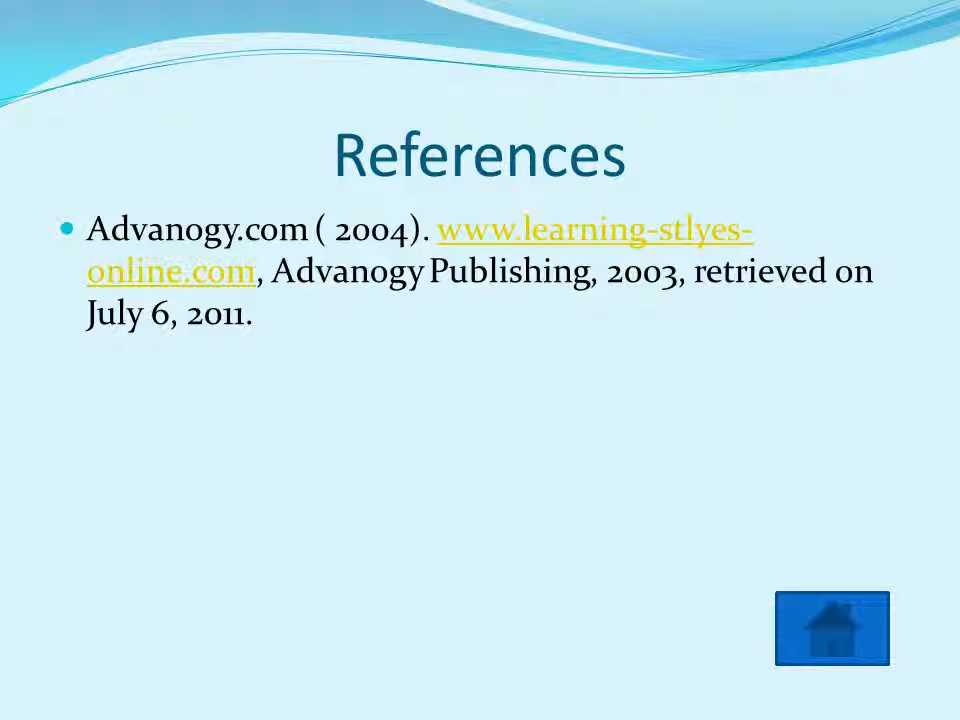 References
Advanogy.com ( 2004). www.learning-stlyes-
online.com, Advanogy Publishing, 2003, retrieved on
July 6, 2011.